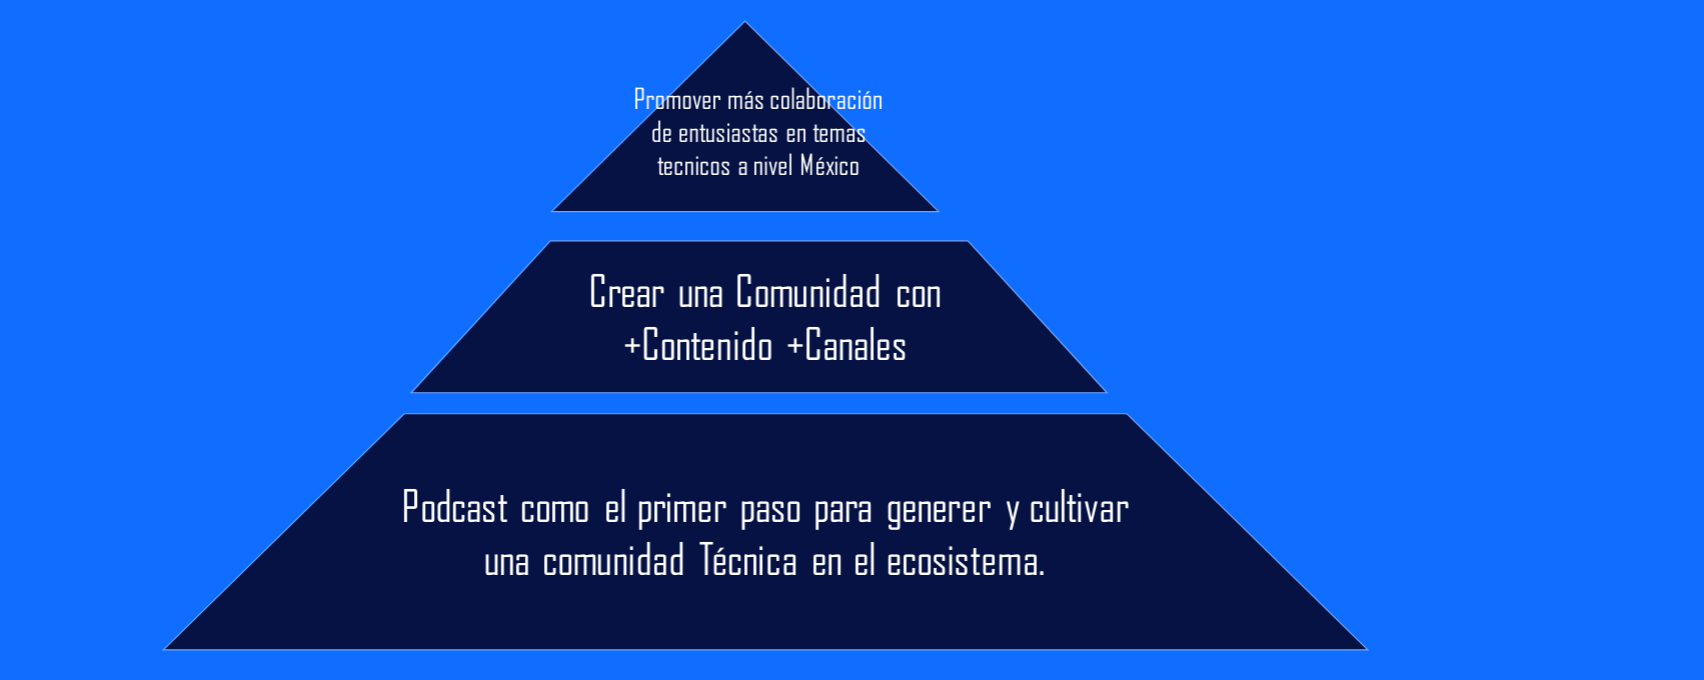 Promover más colaboración
de entusiastas en temas
tecnicos a nivel México
Crear una Comunidad con
+Contenido +Canales
Podcast como el primer paso para generer y cultivar
una comunidad Técnica en el ecosistema.